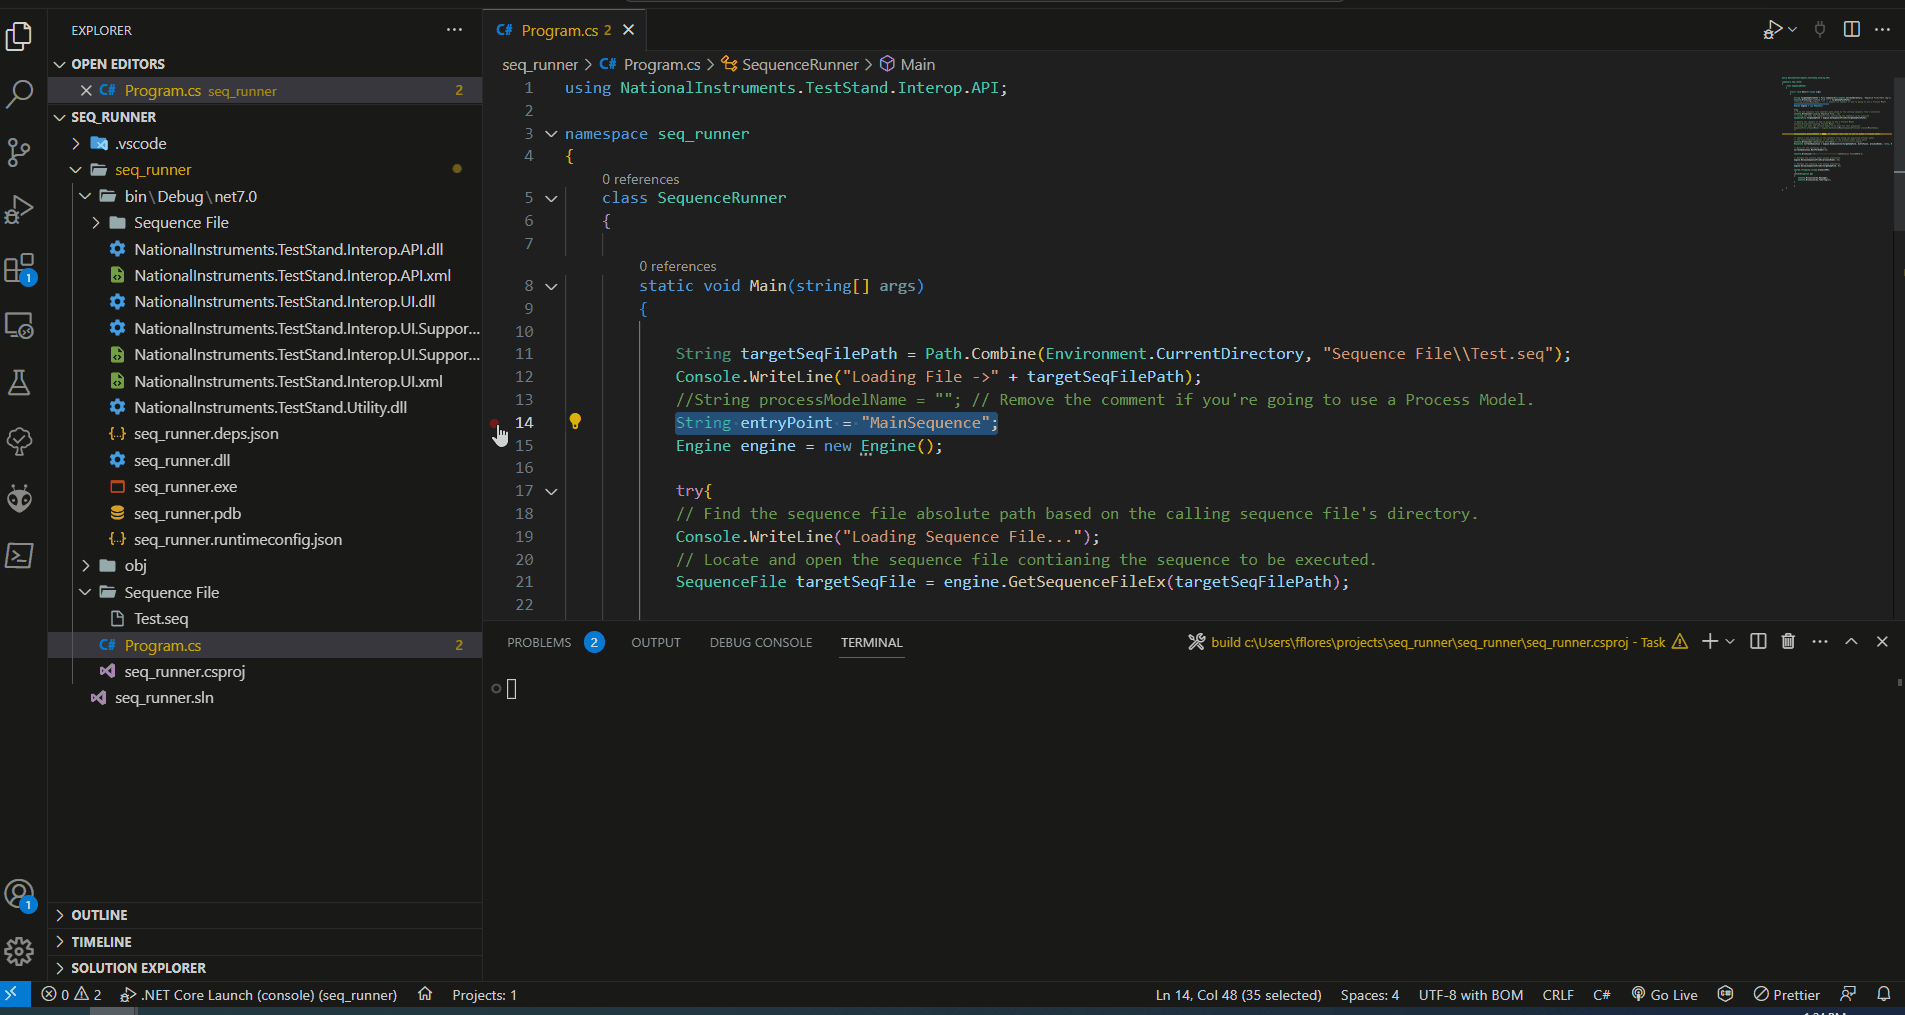 EXPLORER
OPEN EDITORS
Program.cs seq_runner 2
SEQ_RUNNER
.vscode
seq_runner
bin\Debug\net7.0
Sequence File
NationalInstruments.TestStand.Interop.API.dll
NationalInstruments.TestStand.Interop.API.xml
NationalInstruments.TestStand.Interop.UI.dll
NationalInstruments.TestStand.Interop.UI.Suppor...
NationalInstruments.TestStand.Interop.UI.Suppor...
NationalInstruments.TestStand.Interop.UI.xml
NationalInstruments.TestStand.Utility.dll
{..} seq_runner.deps.json
seq_runner.dll
seq_runner.exe
seq_runner.pdb
{..} seq_runner.runtimeconfig.json
obj
Sequence File
Test.seq
C# Program.cs 2
seq_runner.csproj
seq_runner.sln
OUTLINE
TIMELINE
SOLUTION EXPLORER
1
1
C# Program.cs 2
seq_runner > C# Program.cs > SequenceRunner > Main
1 using NationalInstruments.TestStand.Interop.API;
2
3 namespace seq_runner
4 {
0 references
5 class SequenceRunner
6 {
7
0 references
8 static void Main(string[] args)
9 {
10
11 String targetSeqFilePath = Path.Combine(Environment.CurrentDirectory, "Sequence File\\Test.seq");
12 Console.WriteLine("Loading File ->" + targetSeqFilePath);
13 //String processModelName = ""; // Remove the comment if you're going to use a Process Model.
14 String entryPoint = "MainSequence";
15 Engine engine = new Engine();
16
17 try{
18 // Find the sequence file absolute path based on the calling sequence file's directory.
19 Console.WriteLine("Loading Sequence File...");
20 // Locate and open the sequence file contianing the sequence to be executed.
21 SequenceFile targetSeqFile = engine.GetSequenceFileEx(targetSeqFilePath);
22
PROBLEMS 2 OUTPUT DEBUG CONSOLE TERMINAL
build c:\Users\fflores\projects\seq_runner\seq_runner\seq_runner.csproj - Task
0 2 .NET Core Launch (console) (seq_runner) Projects: 1
Ln 14, Col 48 (35 selected) Spaces: 4 UTF-8 with BOM CRLF C# Go Live Prettier